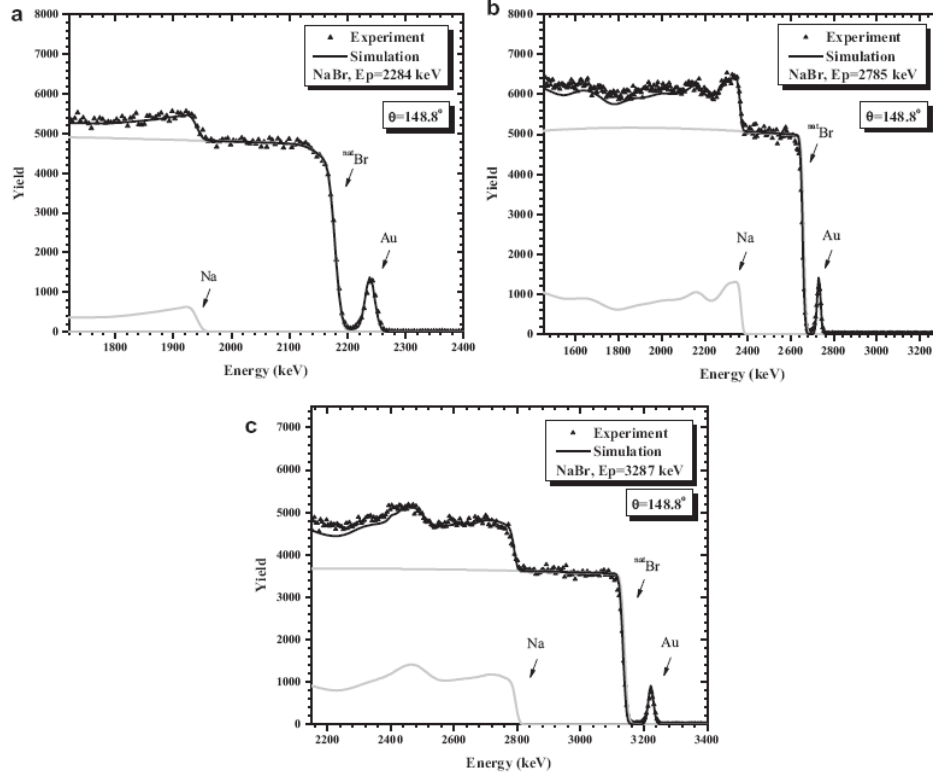 a
8000
7000
6000
5000
4000
3000
2000
1000
0
Yield
▲ Experiment
— Simulation
NaBr, Ep=2284 keV
θ=148.8°
natBr
Au
Na
1800 1900 2000 2100 2200 2300 2400
Energy (keV)
b
8000
7000
6000
5000
4000
3000
2000
1000
0
Yield
▲ Experiment
— Simulation
NaBr, Ep=2785 keV
θ=148.8°
natBr
Na
Au
1600 1800 2000 2200 2400 2600 2800 3000 3200
Energy (keV)
c
7000
6000
5000
4000
3000
2000
1000
0
Yield
▲ Experiment
— Simulation
NaBr, Ep=3287 keV
θ=148.8°
natBr
Na
Au
2200 2400 2600 2800 3000 3200 3400
Energy (keV)